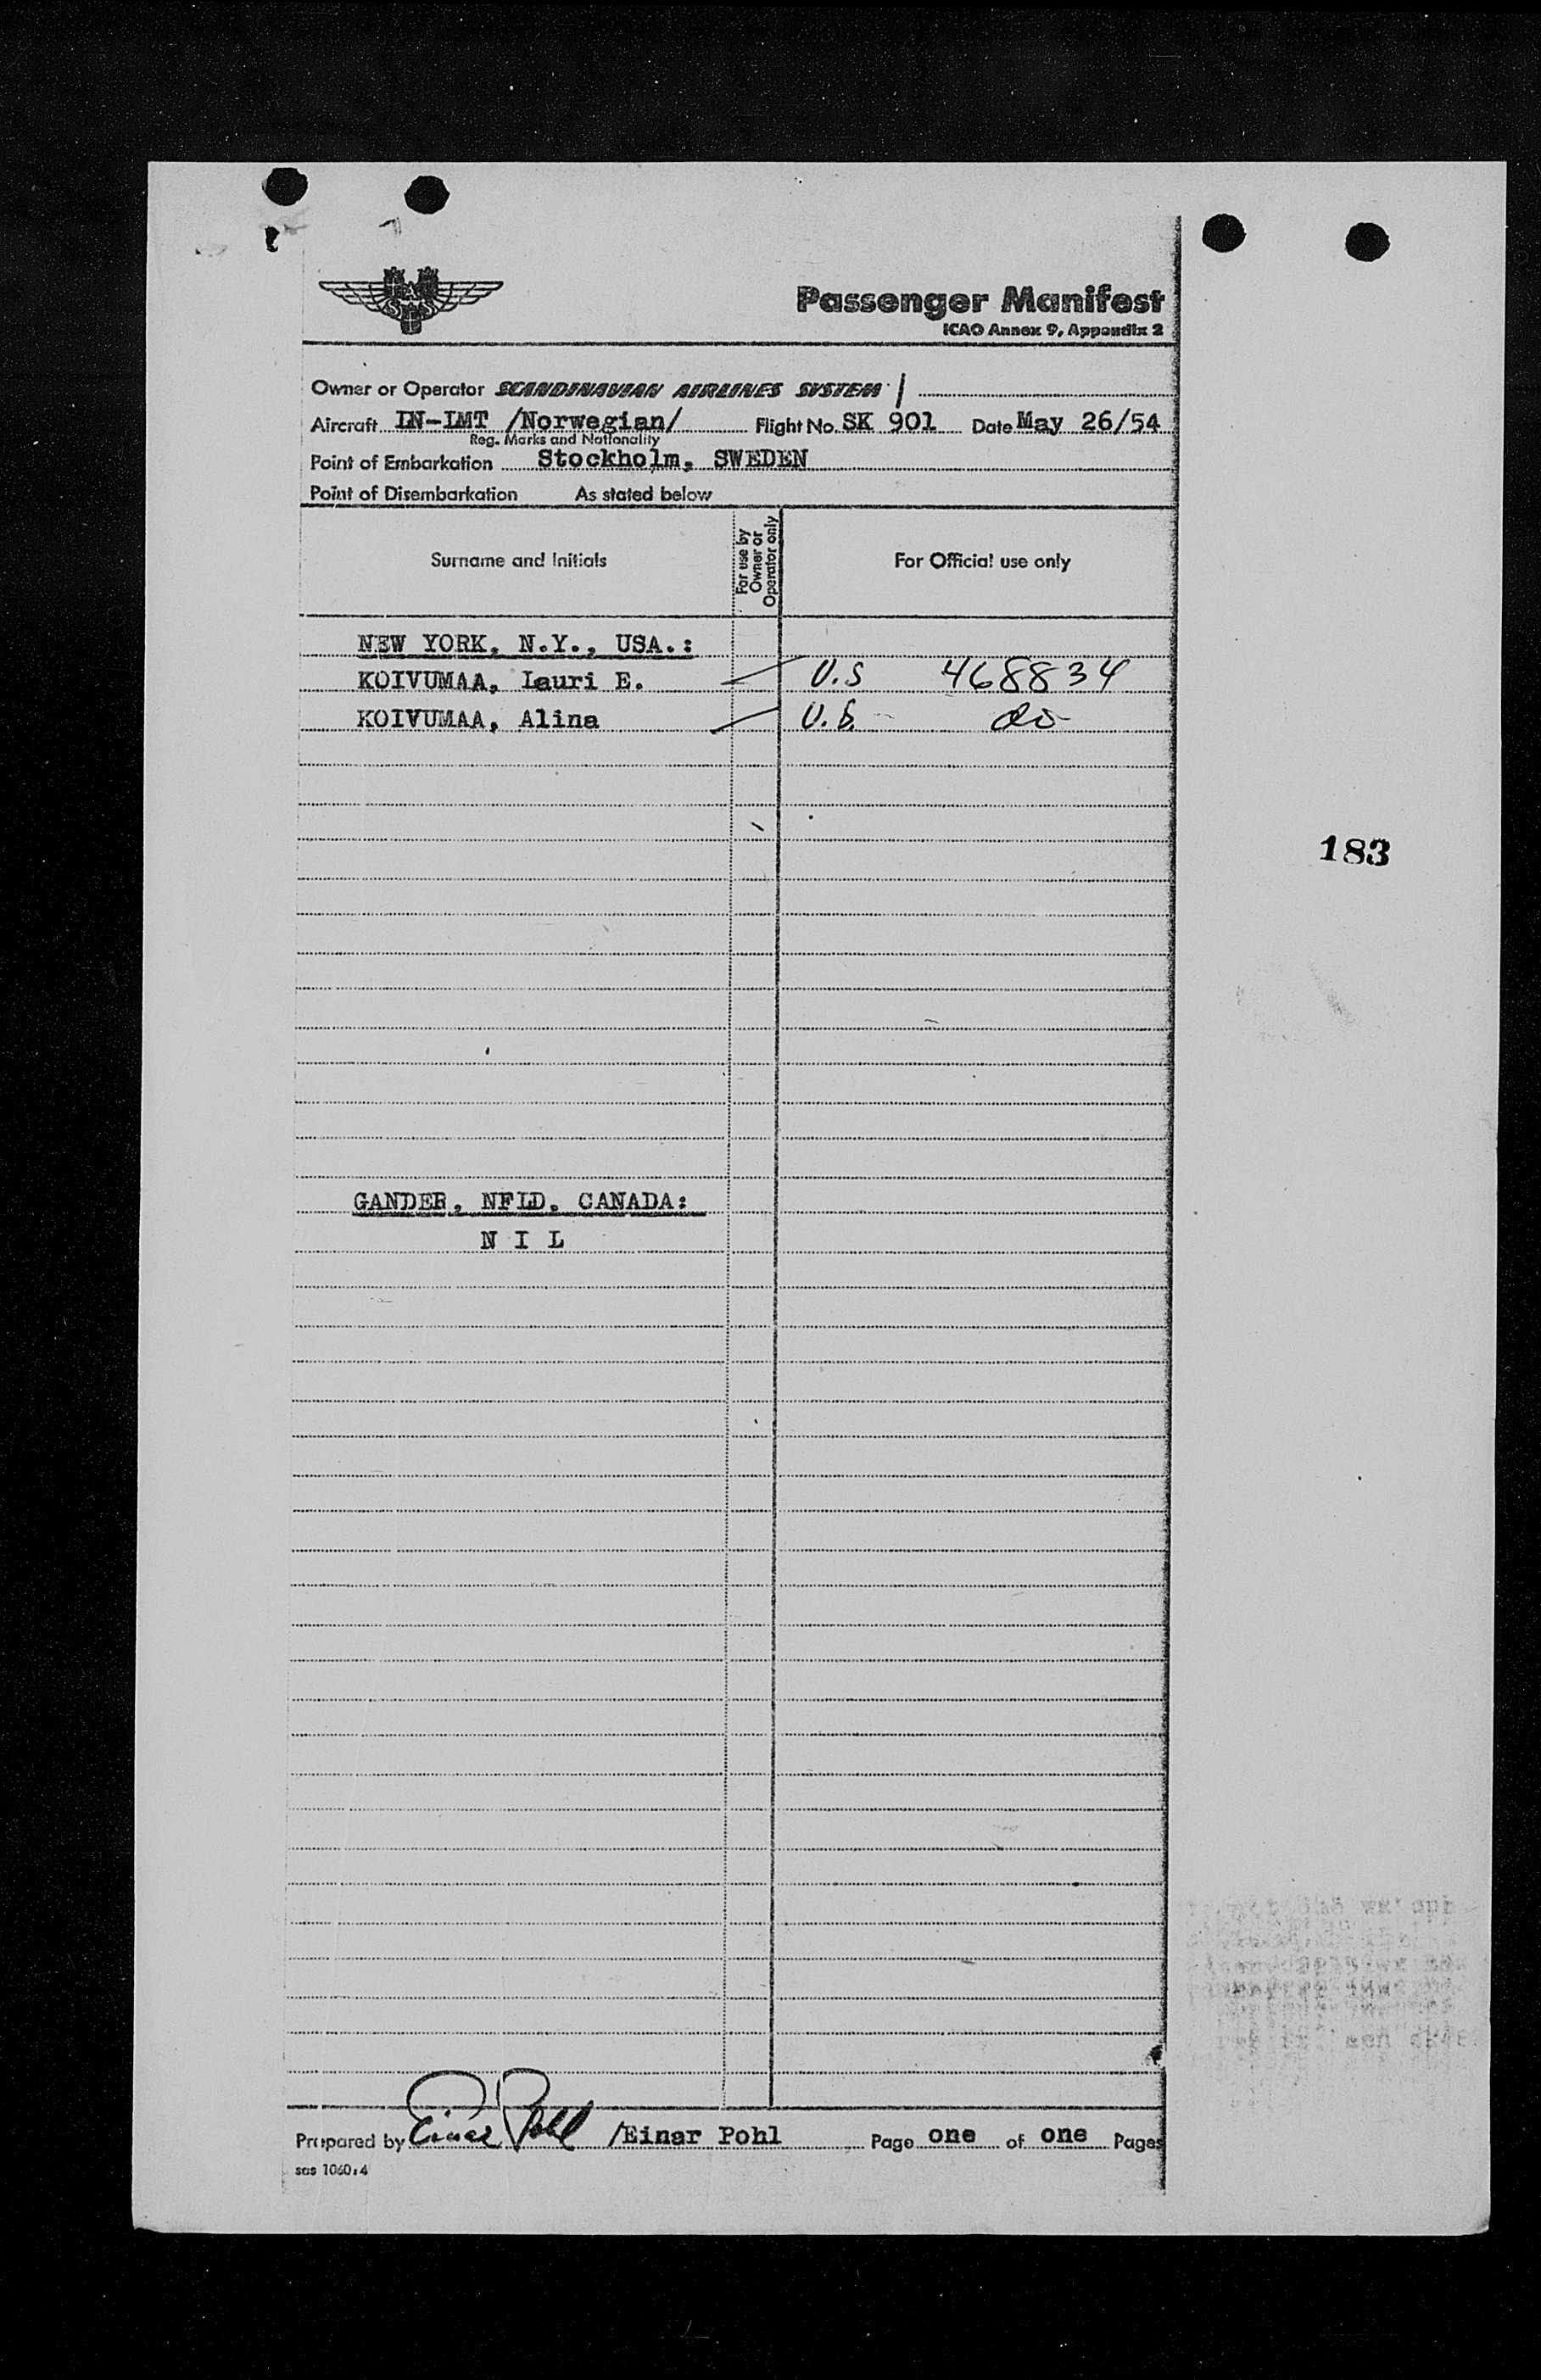 SAS
Passenger Manifest
ICAO Annex 9, Appendix 2
Owner or Operator SCANDINAVIAN AIRLINES SYSTEM /
Aircraft LN-LMT /Norwegian/ Flight No. SK 901 Date May 26/54
Reg. Marks and Nationality
Point of Embarkation Stockholm, SWEDEN
Point of Disembarkation As stated below
Surname and Initials
For use by Owner or Operator only
For Official use only
NEW YORK, N.Y., USA.:
KOIVUMAA, Lauri E. U.S 468834
KOIVUMAA, Alina U.S. do
183
GANDER, NFLD, CANADA:
N I L
Prepared by Einar Pohl /Einar Pohl Page one of one Pages
sas 1060:4